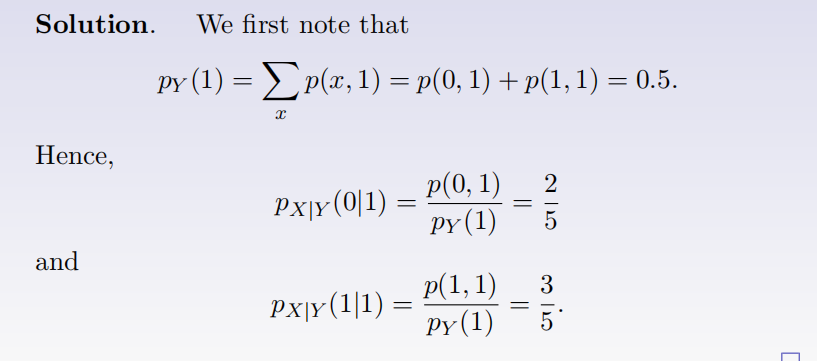 Solution. We first note that
p_Y(1) = ∑_x p(x, 1) = p(0, 1) + p(1, 1) = 0.5.
Hence,
p_{X|Y}(0|1) = p(0, 1) / p_Y(1) = 2/5
and
p_{X|Y}(1|1) = p(1, 1) / p_Y(1) = 3/5.